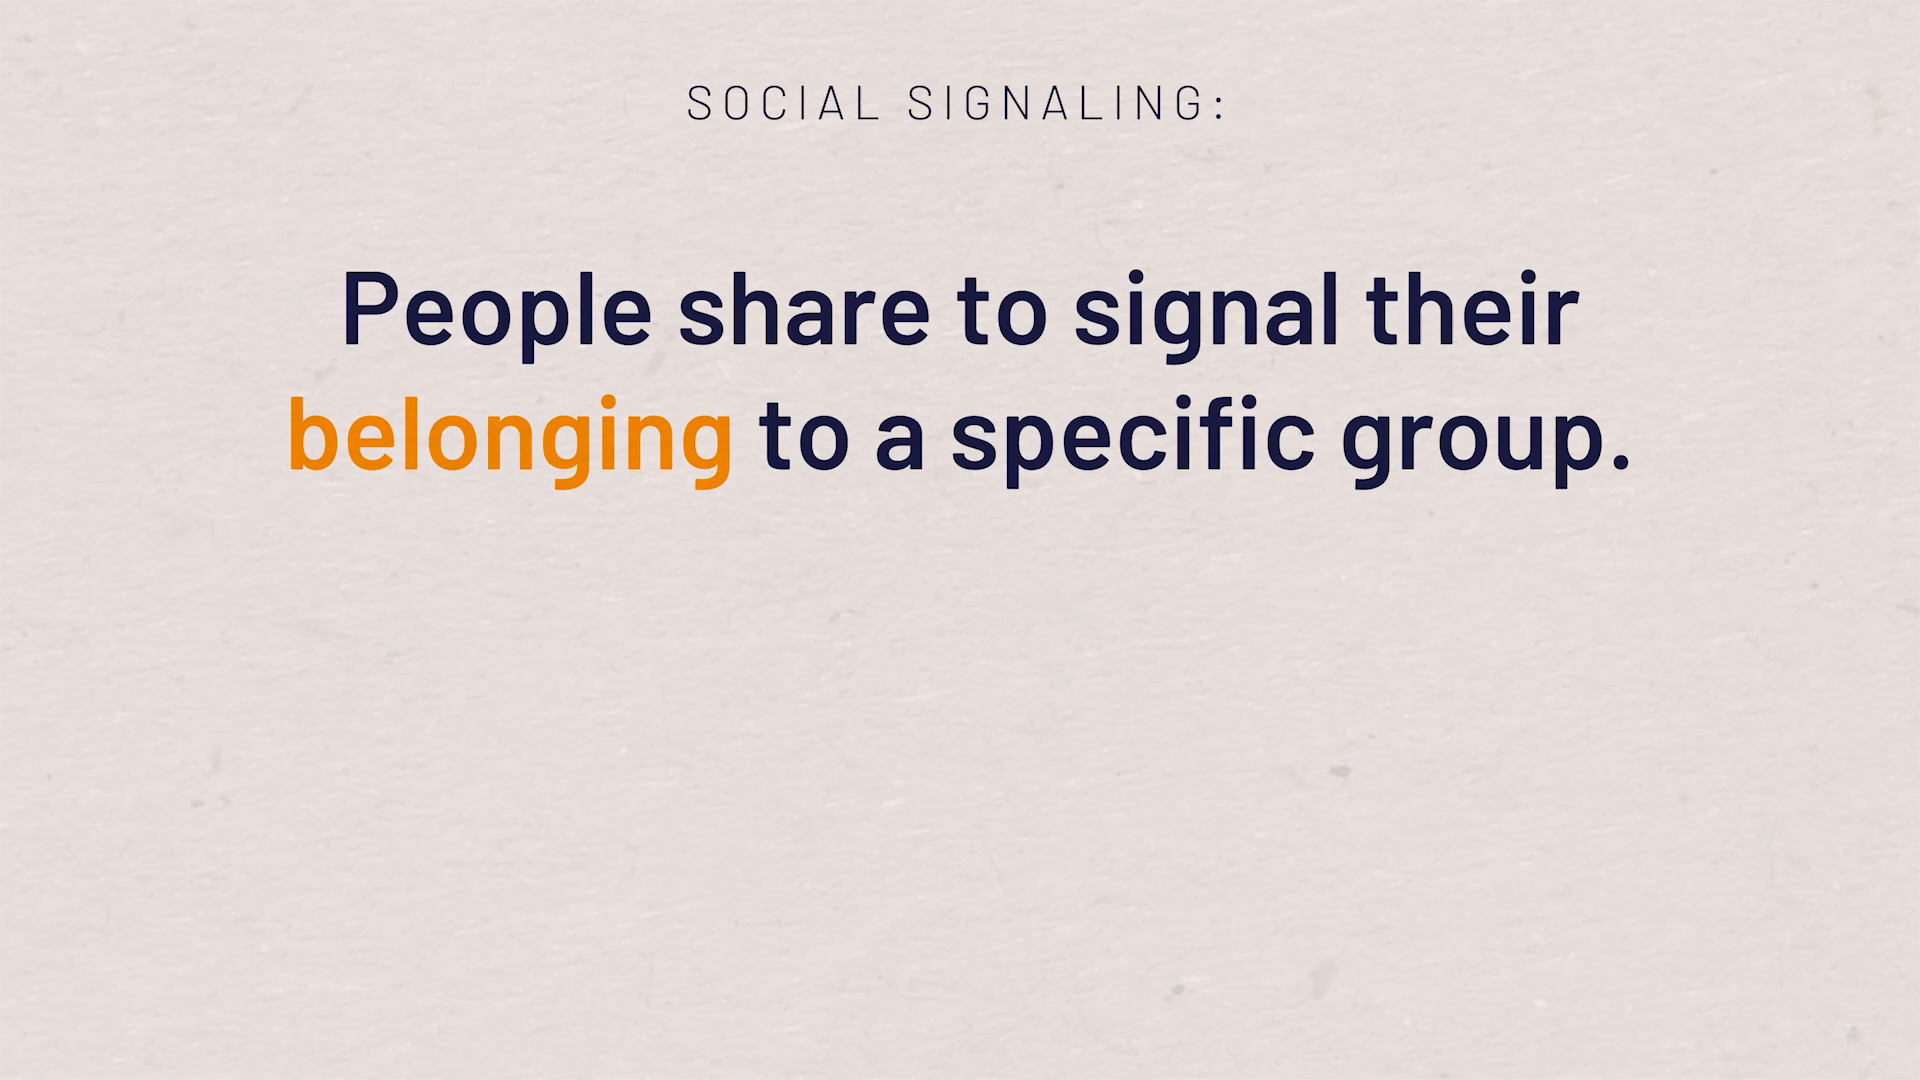 SOCIAL SIGNALING:
People share to signal their
belonging to a specific group.